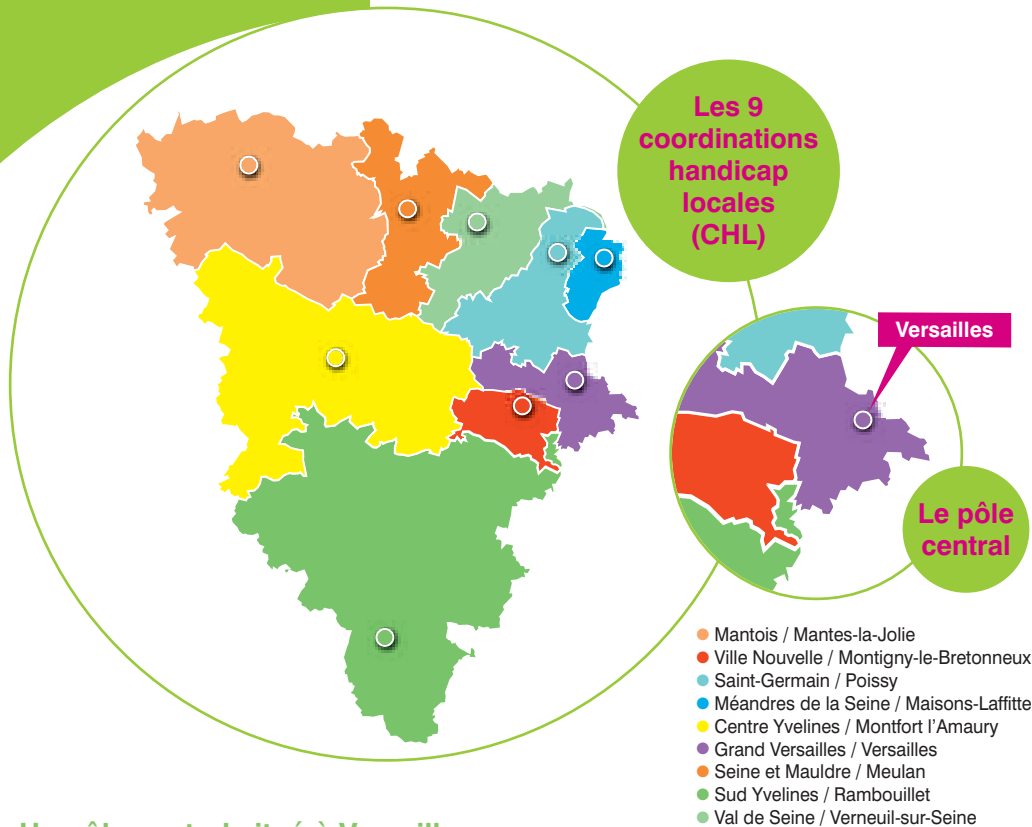 Les 9
coordinations
handicap
locales
(CHL)
Versailles
Le pôle
central
Mantois / Mantes-la-Jolie
Ville Nouvelle / Montigny-le-Bretonneux
Saint-Germain / Poissy
Méandres de la Seine / Maisons-Laffitte
Centre Yvelines / Montfort l'Amaury
Grand Versailles / Versailles
Seine et Mauldre / Meulan
Sud Yvelines / Rambouillet
Val de Seine / Verneuil-sur-Seine